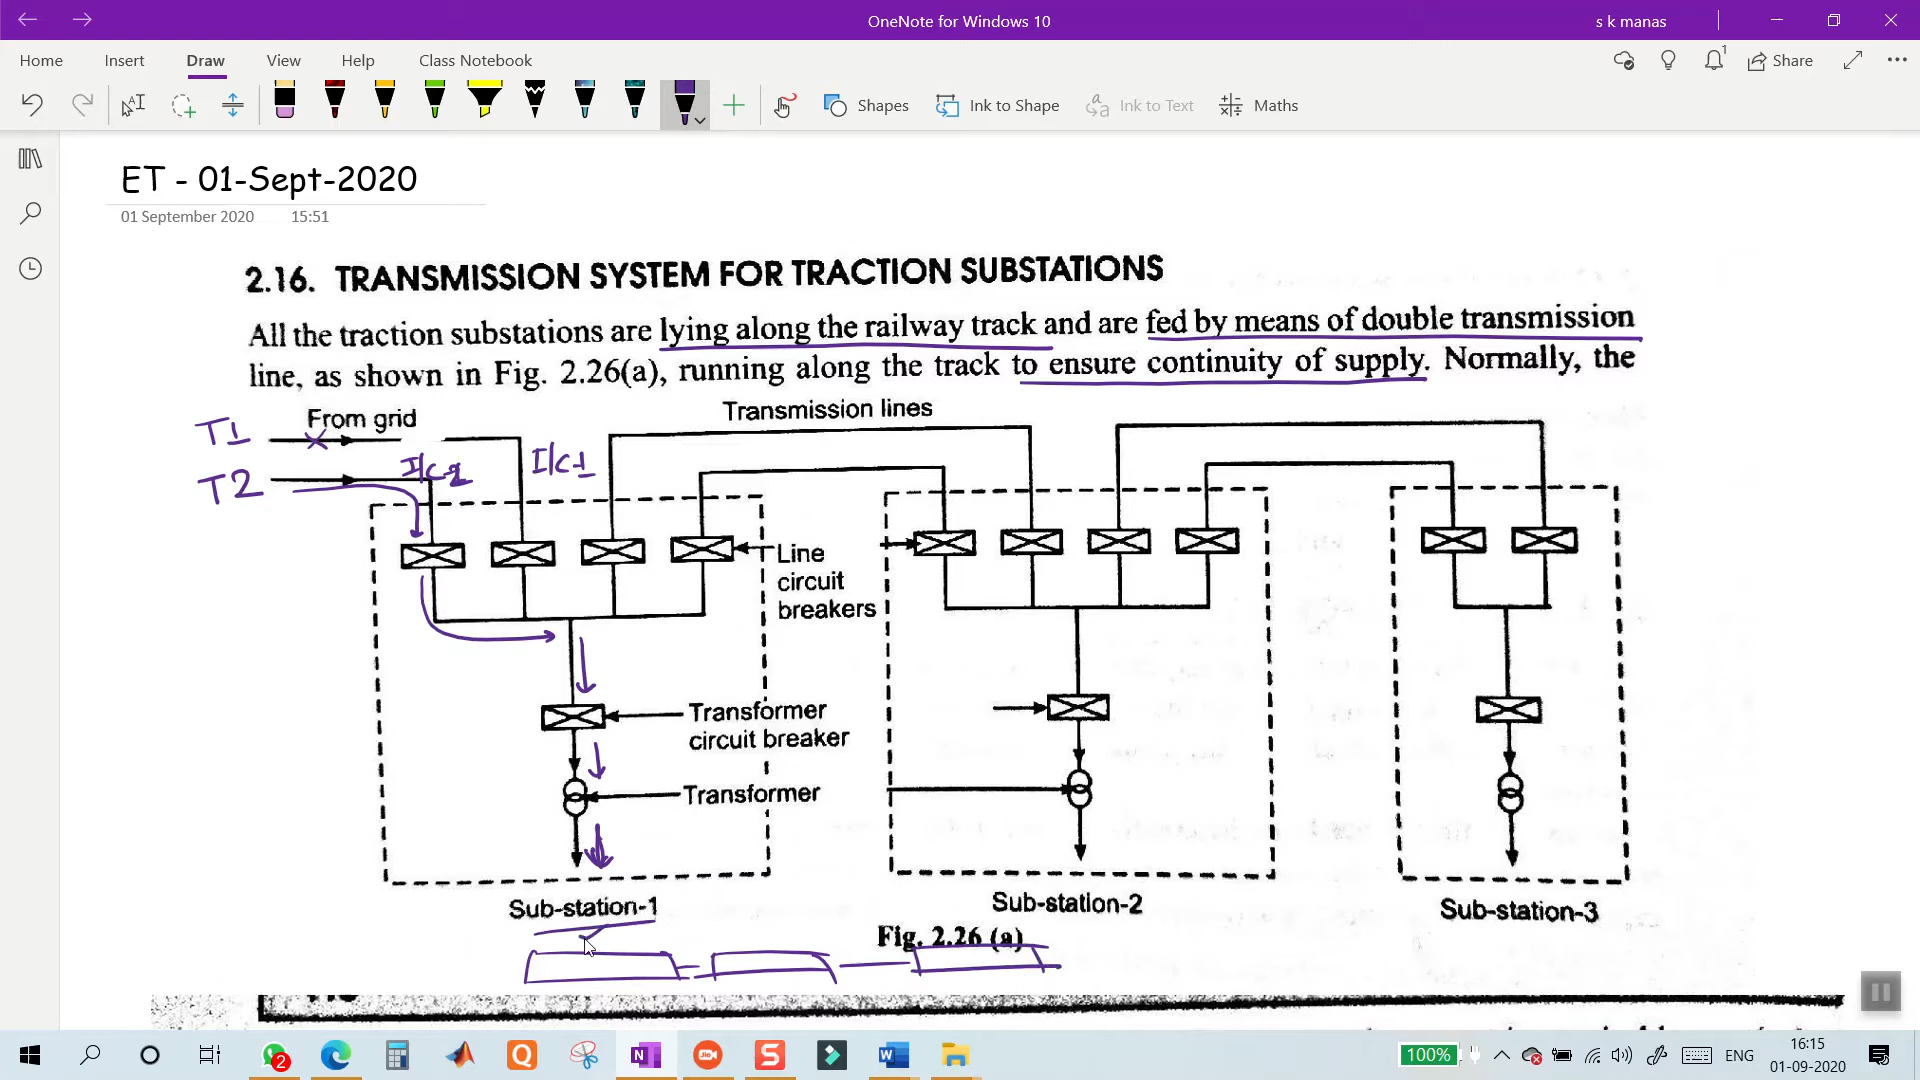 OneNote for Windows 10
s k manas
Home Insert Draw View Help Class Notebook
1
Share
Shapes Ink to Shape Ink to Text Maths
ET - 01-Sept-2020
01 September 2020 15:51
2.16. TRANSMISSION SYSTEM FOR TRACTION SUBSTATIONS
All the traction substations are lying along the railway track and are fed by means of double transmission
line, as shown in Fig. 2.26(a), running along the track to ensure continuity of supply. Normally, the
T1 From grid
Transmission lines
I/C-1
T2
Line
circuit
breakers
Transformer
circuit breaker
Transformer
Sub-station-1
Sub-station-2
Sub-station-3
Fig. 2.26 (a)
2
100%
ENG
16:15
01-09-2020